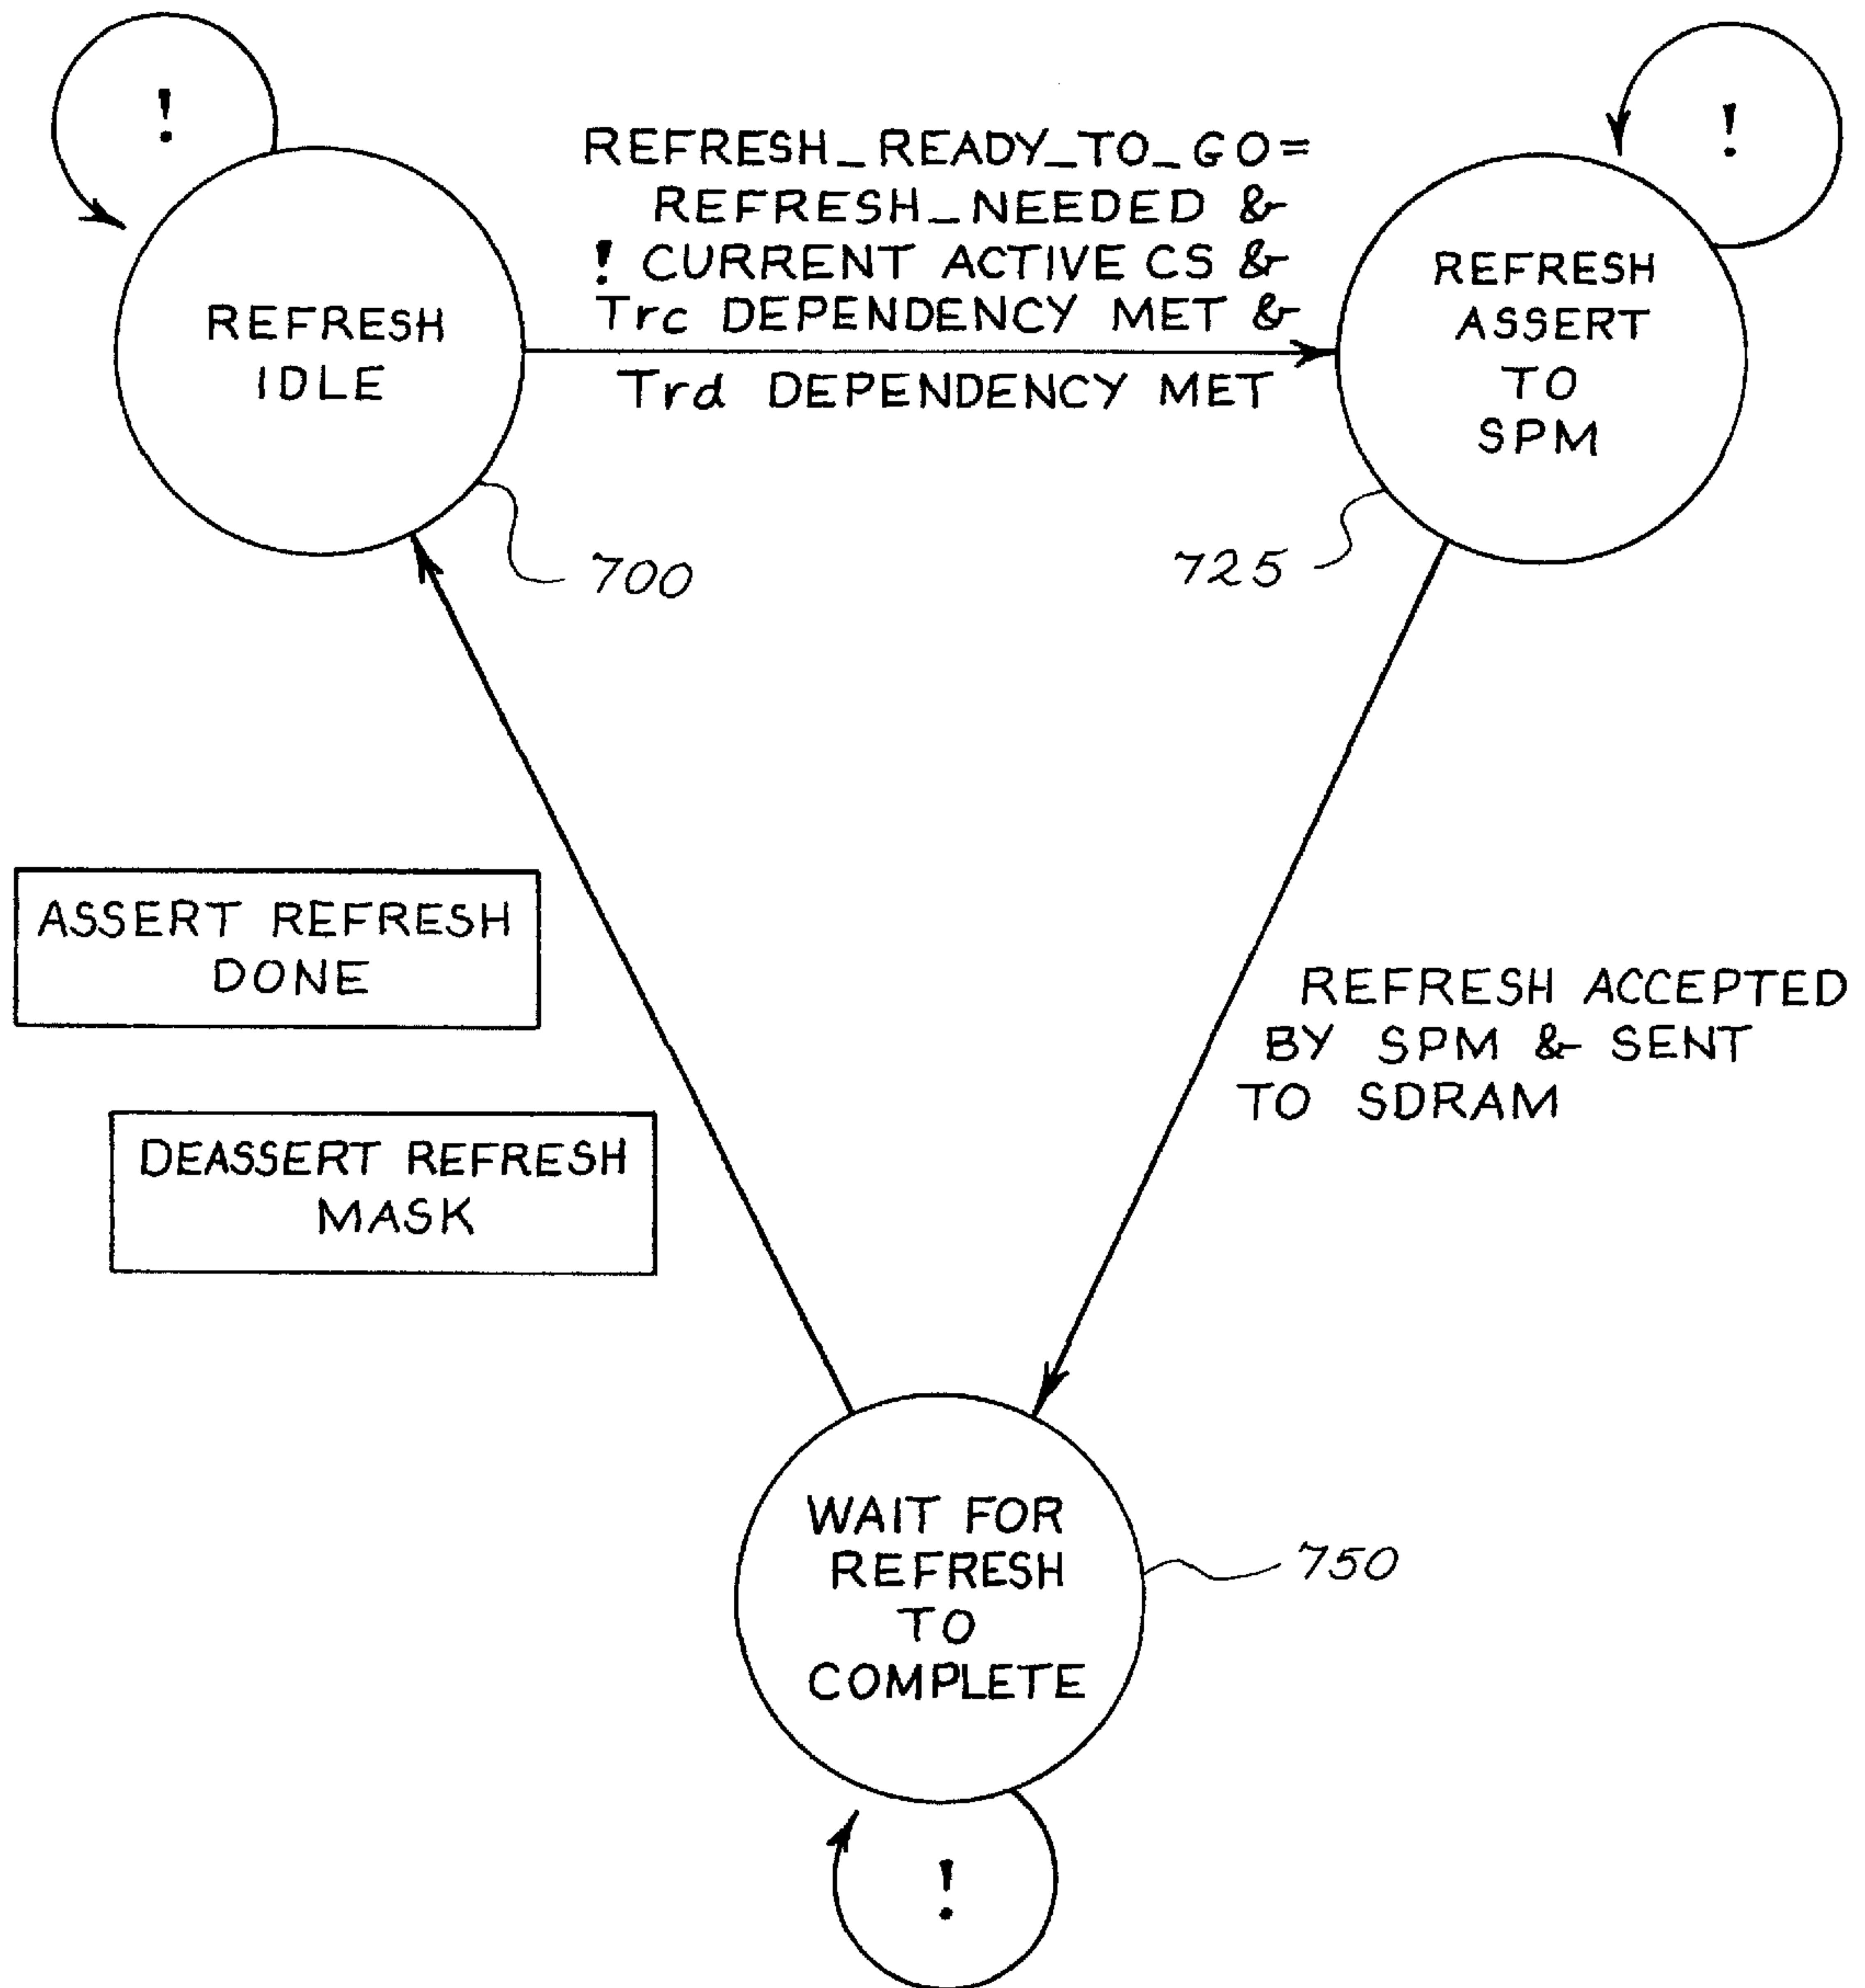 !
!
REFRESH_READY_TO_GO=
REFRESH_NEEDED &
! CURRENT ACTIVE CS &
Trc DEPENDENCY MET &
Trd DEPENDENCY MET
REFRESH
IDLE
REFRESH
ASSERT
TO
SPM
700
725
ASSERT REFRESH
DONE
DEASSERT REFRESH
MASK
REFRESH ACCEPTED
BY SPM & SENT
TO SDRAM
WAIT FOR
REFRESH
TO
COMPLETE
750
!